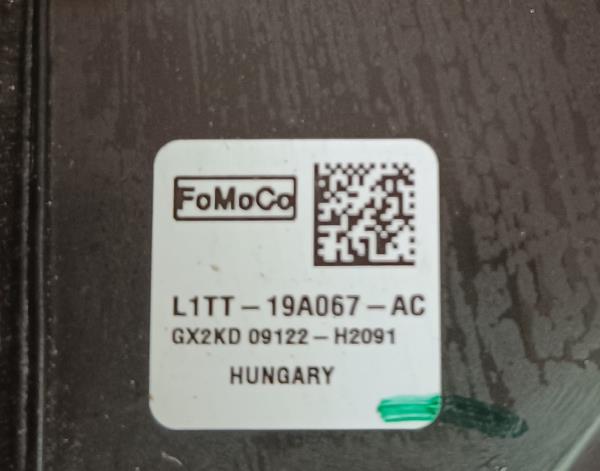 FoMoCo
L1TT-19A067-AC
GX2KD 09122-H2091
HUNGARY